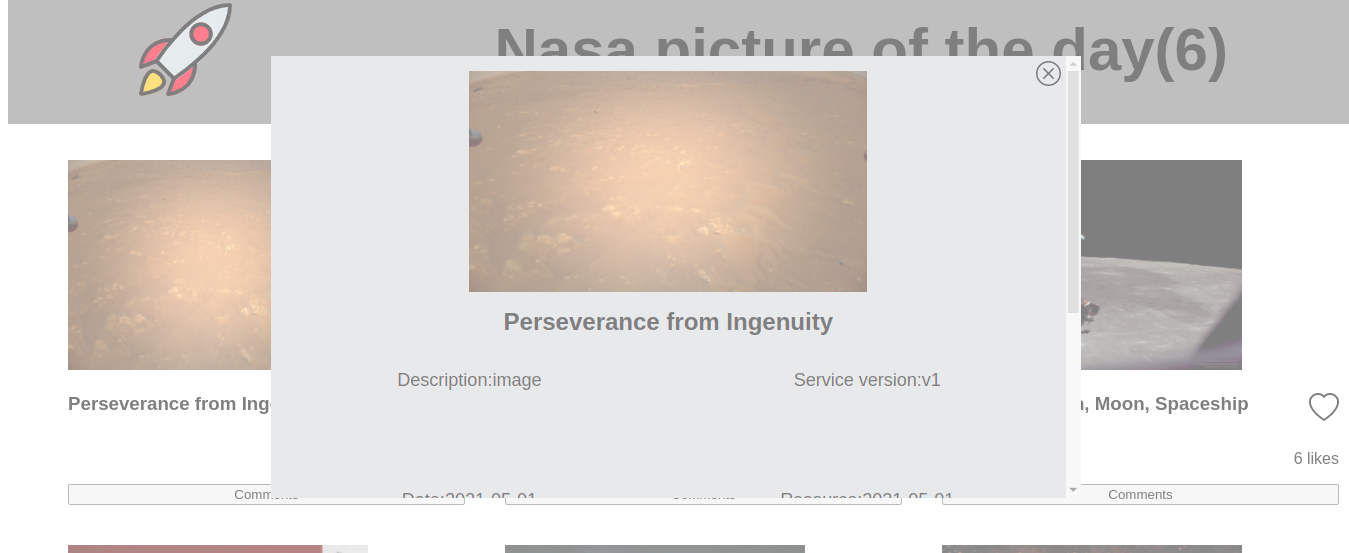 Nasa picture of the day(6)
Perseverance from Ingenuity
Description:image
Service version:v1
Perseverance from Ing
, Moon, Spaceship
6 likes
Date:2021-05-01
Resource:2021-05-01
Comments
Comments
Comments